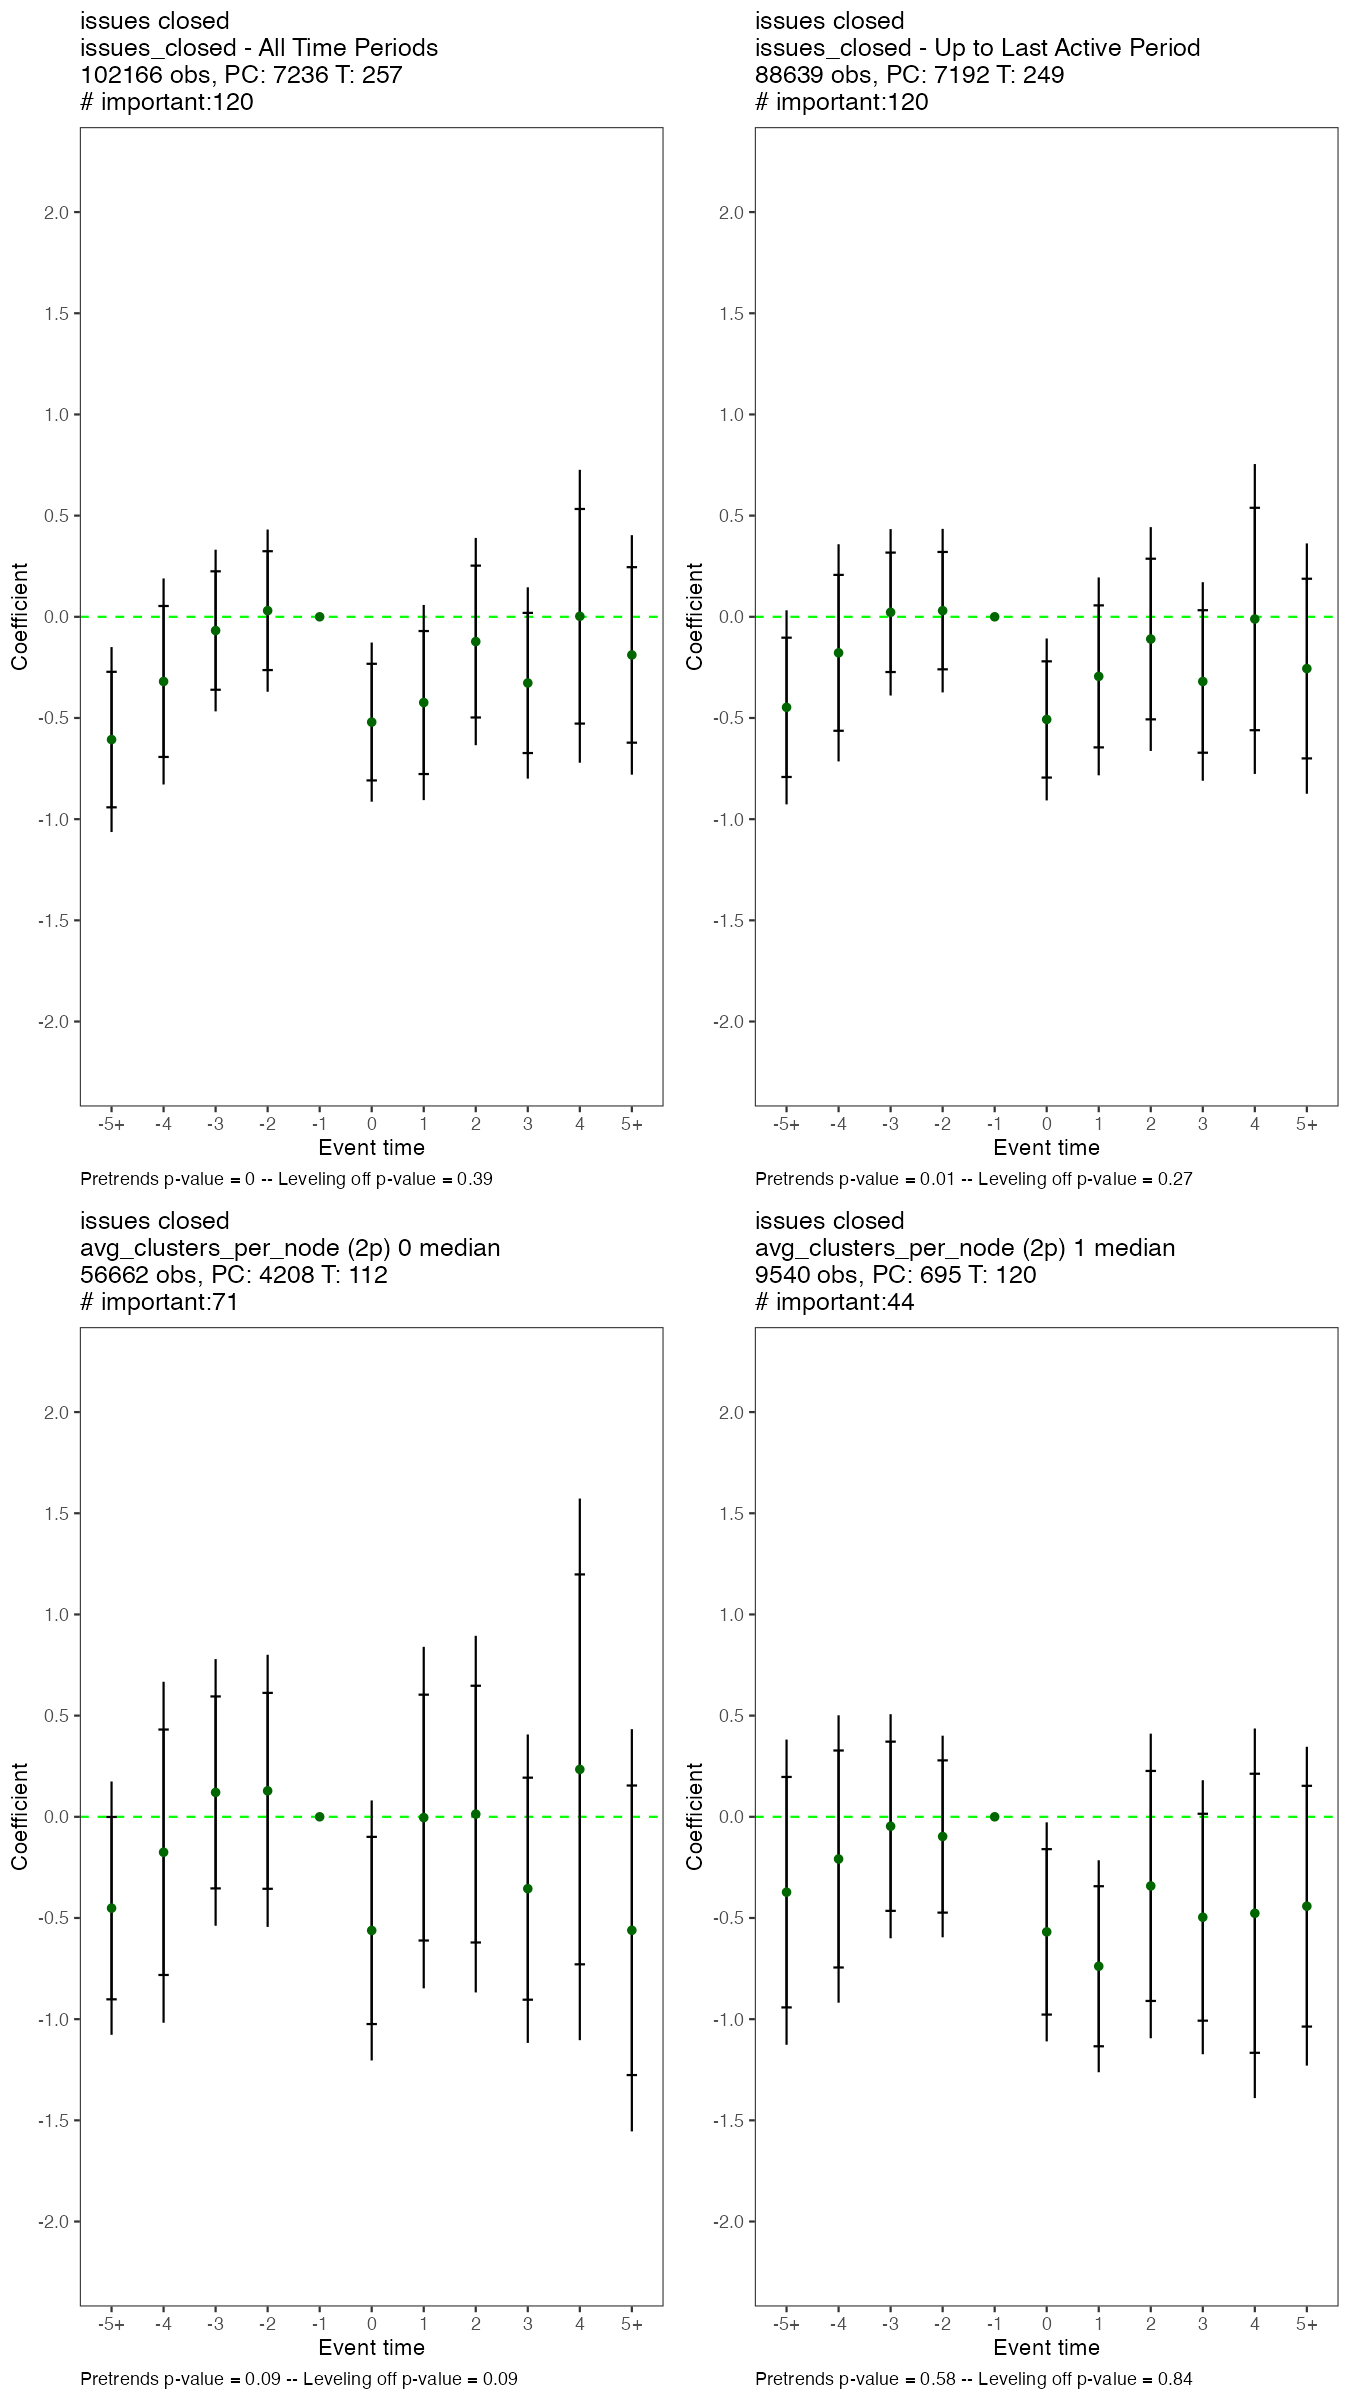 issues closed
issues_closed - All Time Periods
102166 obs, PC: 7236 T: 257
# important:120
2.0
1.5
1.0
0.5
0.0
-0.5
-1.0
-1.5
-2.0
Coefficient
-5+ -4 -3 -2 -1 0 1 2 3 4 5+
Event time
Pretrends p-value = 0 -- Leveling off p-value = 0.39
issues closed
issues_closed - Up to Last Active Period
88639 obs, PC: 7192 T: 249
# important:120
2.0
1.5
1.0
0.5
0.0
-0.5
-1.0
-1.5
-2.0
Coefficient
-5+ -4 -3 -2 -1 0 1 2 3 4 5+
Event time
Pretrends p-value = 0.01 -- Leveling off p-value = 0.27
issues closed
avg_clusters_per_node (2p) 0 median
56662 obs, PC: 4208 T: 112
# important:71
2.0
1.5
1.0
0.5
0.0
-0.5
-1.0
-1.5
-2.0
Coefficient
-5+ -4 -3 -2 -1 0 1 2 3 4 5+
Event time
Pretrends p-value = 0.09 -- Leveling off p-value = 0.09
issues closed
avg_clusters_per_node (2p) 1 median
9540 obs, PC: 695 T: 120
# important:44
2.0
1.5
1.0
0.5
0.0
-0.5
-1.0
-1.5
-2.0
Coefficient
-5+ -4 -3 -2 -1 0 1 2 3 4 5+
Event time
Pretrends p-value = 0.58 -- Leveling off p-value = 0.84